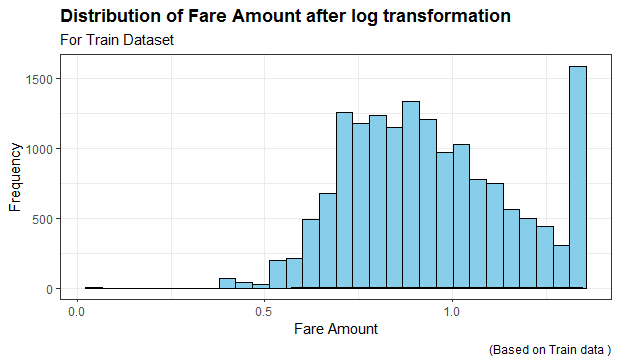 Distribution of Fare Amount after log transformation
For Train Dataset
1500
1000
500
0
Frequency
0.0 0.5 1.0
Fare Amount
(Based on Train data )